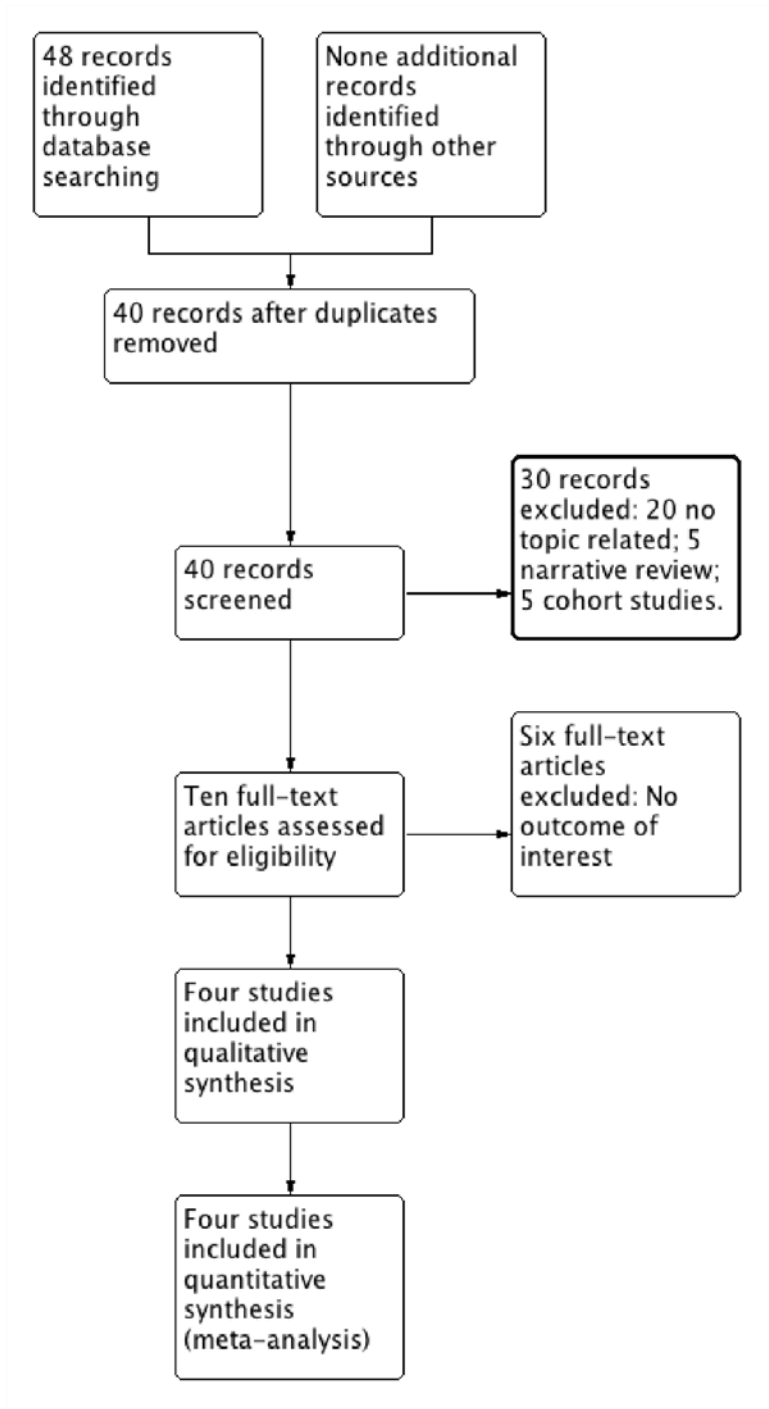 48 records
identified
through
database
searching
None additional
records
identified
through other
sources
40 records after duplicates
removed
30 records
excluded: 20 no
topic related; 5
narrative review;
5 cohort studies.
40 records
screened
Six full-text
articles
excluded: No
outcome of
interest
Ten full-text
articles assessed
for eligibility
Four studies
included in
qualitative
synthesis
Four studies
included in
quantitative
synthesis
(meta-analysis)